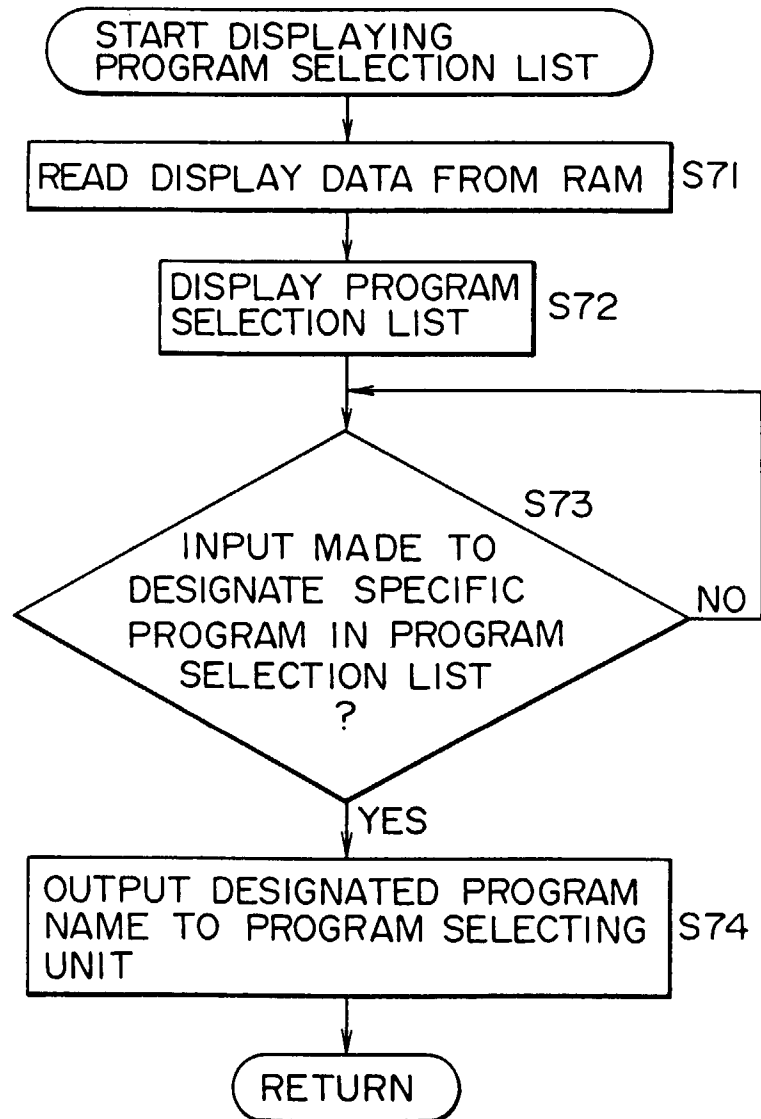 START DISPLAYING
PROGRAM SELECTION LIST
READ DISPLAY DATA FROM RAM
S71
DISPLAY PROGRAM
SELECTION LIST
S72
S73
INPUT MADE TO
DESIGNATE SPECIFIC
PROGRAM IN PROGRAM
SELECTION LIST
?
NO
YES
OUTPUT DESIGNATED PROGRAM
NAME TO PROGRAM SELECTING
UNIT
S74
RETURN